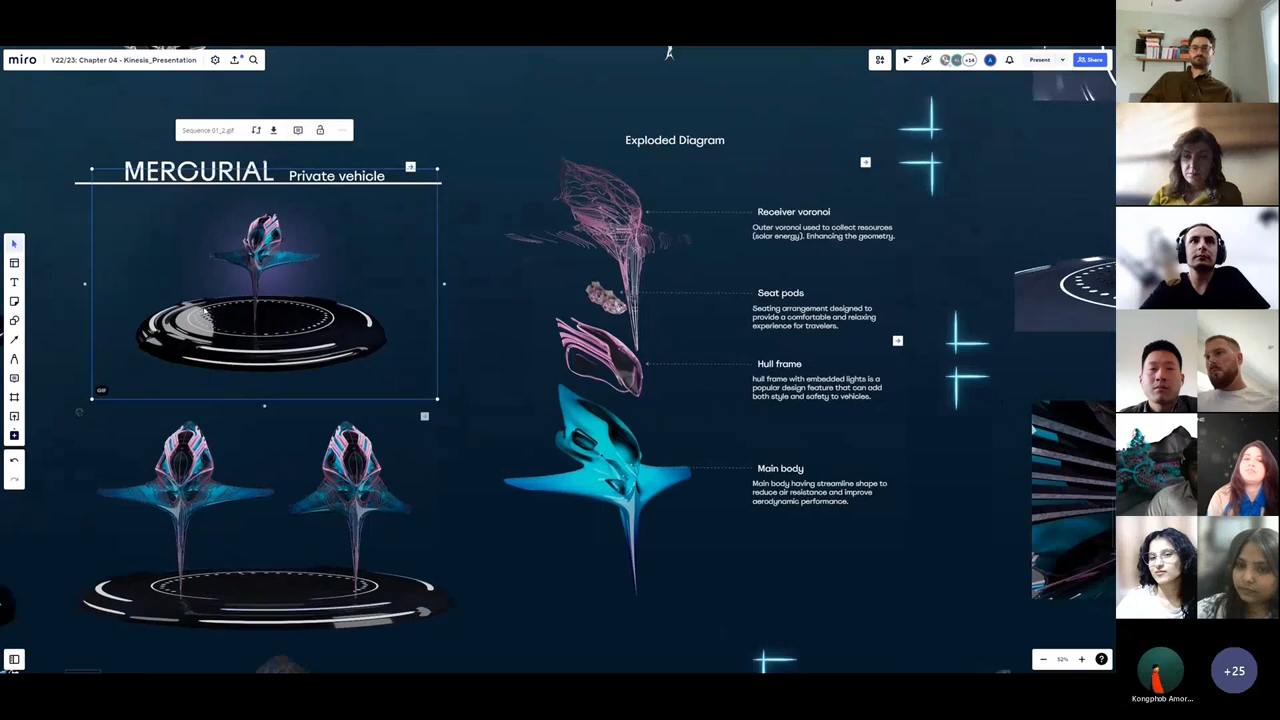 miro
Y22/23: Chapter 04 - Kinesis_Presentation
+14
A
Present
Share
Sequence 01_2.gif
MERCURIAL Private vehicle
GIF
Exploded Diagram
Receiver voronoi
Outer voronoi used to collect resources
(solar energy). Enhancing the geometry.
Seat pods
Seating arrangement designed to
provide a comfortable and relaxing
experience for travelers.
Hull frame
hull frame with embedded lights is a
popular design feature that can add
both style and safety to vehicles.
Main body
Main body having streamline shape to
reduce air resistance and improve
aerodynamic performance.
52%
Kongphob Amor...
+25